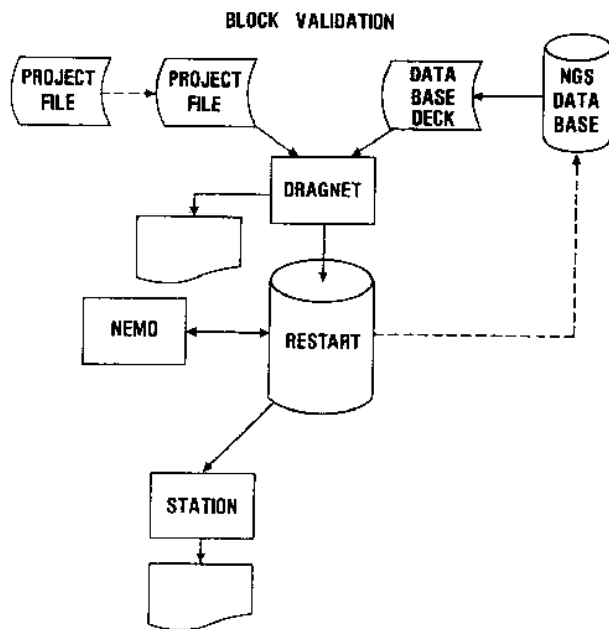 BLOCK VALIDATION
PROJECT
FILE
PROJECT
FILE
DATA
BASE
DECK
NGS
DATA
BASE
DRAGNET
NEMO
RESTART
STATION